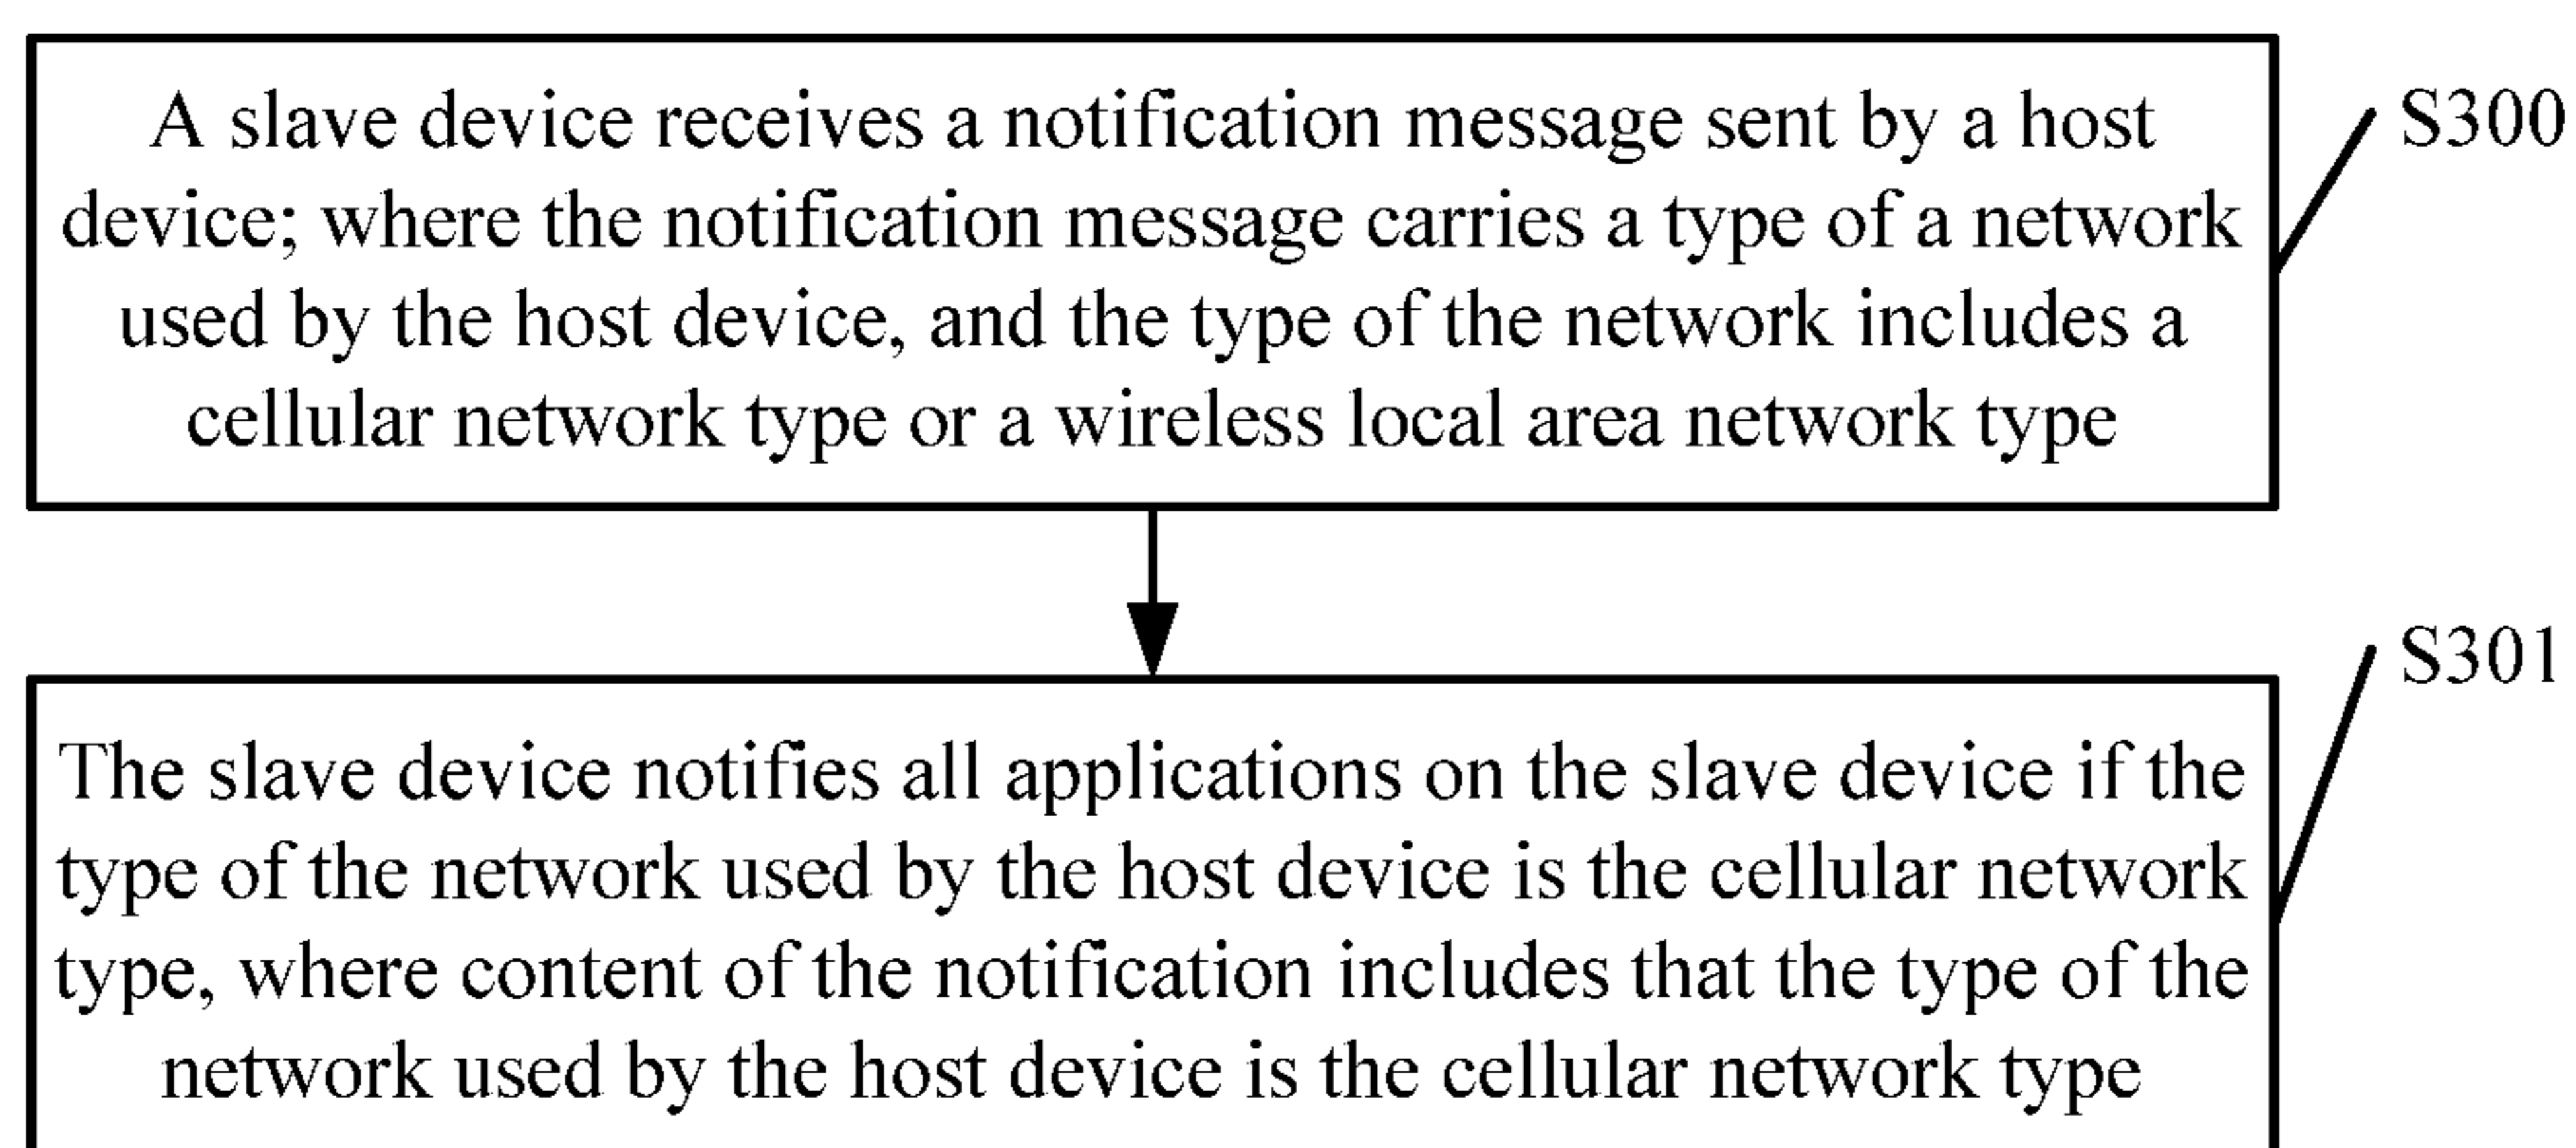 A slave device receives a notification message sent by a host
device; where the notification message carries a type of a network
used by the host device, and the type of the network includes a
cellular network type or a wireless local area network type
S300
The slave device notifies all applications on the slave device if the
type of the network used by the host device is the cellular network
type, where content of the notification includes that the type of the
network used by the host device is the cellular network type
S301